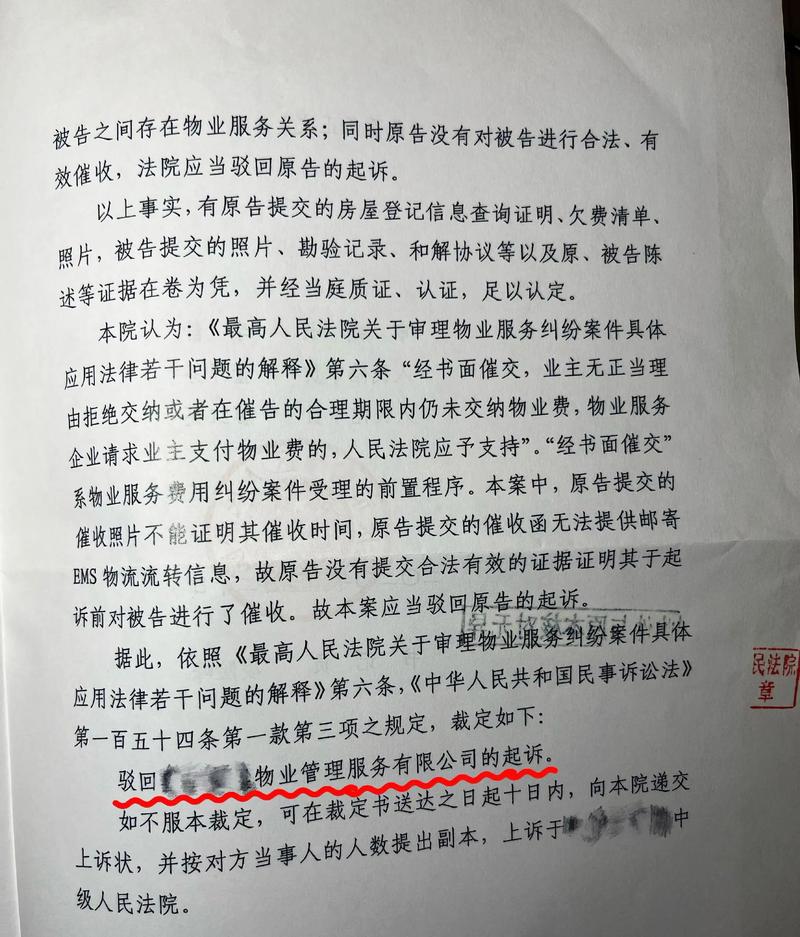 被告之间存在物业服务关系；同时原告没有对被告进行合法、有
效催收，法院应当驳回原告的起诉。
以上事实，有原告提交的房屋登记信息查询证明、欠费清单、
照片，被告提交的照片、勘验记录、和解协议等以及原、被告陈
述等证据在卷为凭，并经当庭质证、认证，足以认定。
本院认为：《最高人民法院关于审理物业服务纠纷案件具体
应用法律若干问题的解释》第六条“经书面催交，业主无正当理
由拒绝交纳或者在催告的合理期限内仍未交纳物业费，物业服务
企业请求业主支付物业费的，人民法院应予支持”。“经书面催交”
系物业服务费用纠纷案件受理的前置程序。本案中，原告提交的
催收照片不能证明其催收时间，原告提交的催收函无法提供邮寄
EMS 物流流转信息，故原告没有提交合法有效的证据证明其于起
诉前对被告进行了催收。故本案应当驳回原告的起诉。
据此，依照《最高人民法院关于审理物业服务纠纷案件具体
应用法律若干问题的解释》第六条，《中华人民共和国民事诉讼法》
第一百五十四条第一款第三项之规定，裁定如下：
驳回物业管理服务有限公司的起诉。
如不服本裁定，可在裁定书送达之日起十日内，向本院递交
上诉状，并按对方当事人的人数提出副本，上诉于中
级人民法院。
民法院
章